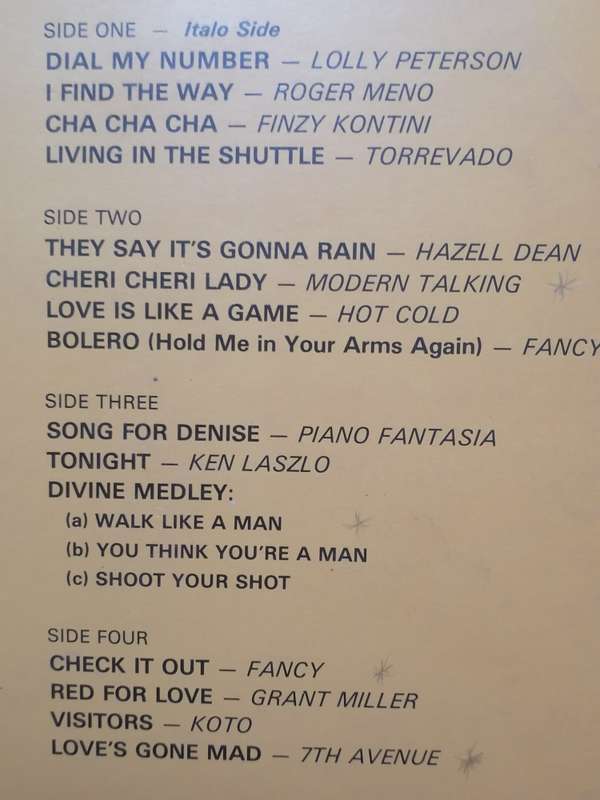 SIDE ONE — Italo Side
DIAL MY NUMBER — LOLLY PETERSON
I FIND THE WAY — ROGER MENO
CHA CHA CHA — FINZY KONTINI
LIVING IN THE SHUTTLE — TORREVADO
SIDE TWO
THEY SAY IT'S GONNA RAIN — HAZELL DEAN
CHERI CHERI LADY — MODERN TALKING
LOVE IS LIKE A GAME — HOT COLD
BOLERO (Hold Me in Your Arms Again) — FANCY
SIDE THREE
SONG FOR DENISE — PIANO FANTASIA
TONIGHT — KEN LASZLO
DIVINE MEDLEY:
(a) WALK LIKE A MAN
(b) YOU THINK YOU'RE A MAN
(c) SHOOT YOUR SHOT
SIDE FOUR
CHECK IT OUT — FANCY
RED FOR LOVE — GRANT MILLER
VISITORS — KOTO
LOVE'S GONE MAD — 7TH AVENUE